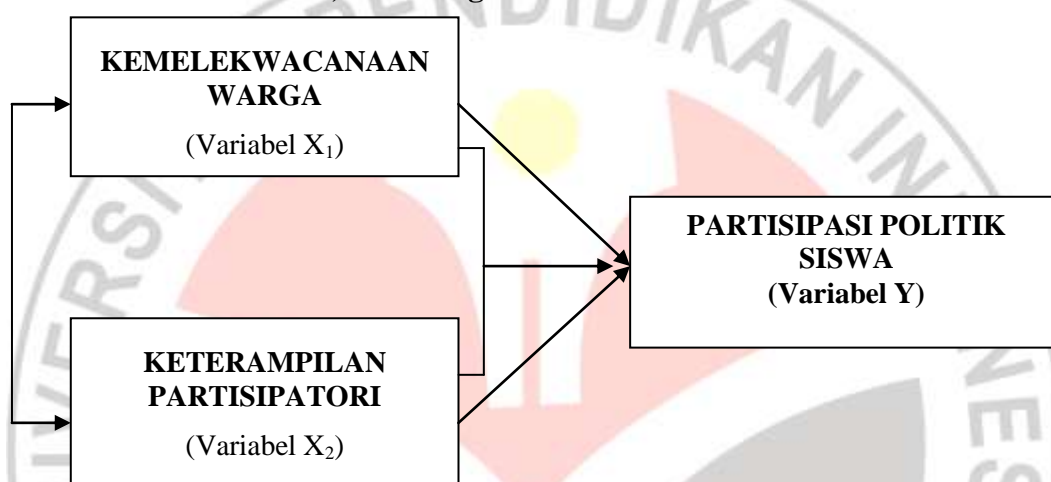 KEMELEKWACANAAN
WARGA
(Variabel X₁)
PARTISIPASI POLITIK
SISWA
(Variabel Y)
KETERAMPILAN
PARTISIPATORI
(Variabel X₂)